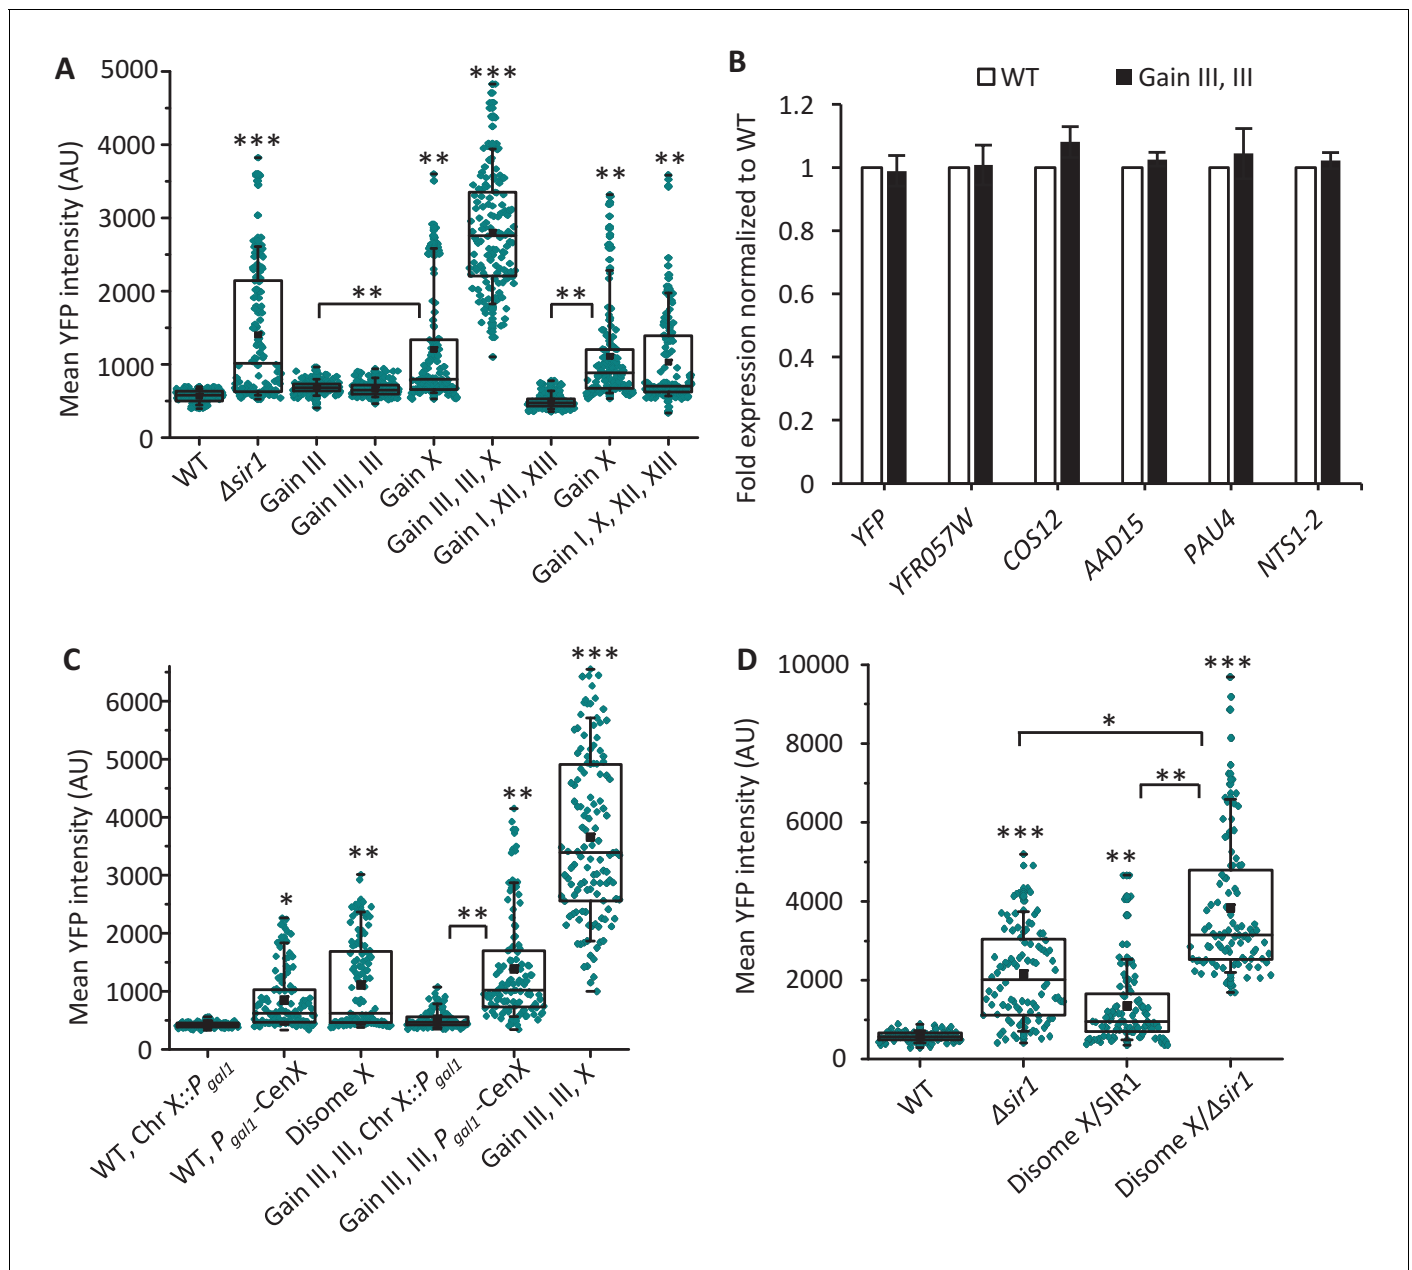 A
Mean YFP intensity (AU)
5000
4000
3000
2000
1000
0
***
**
**
***
**
**
**
WT
Δsir1
Gain III
Gain III, III
Gain X
Gain III, III, X
Gain I, XII, XIII
Gain X
Gain I, X, XII, XIII
B
WT
Gain III, III
Fold expression normalized to WT
1.2
1
0.8
0.6
0.4
0.2
0
YFP
YFR057W
COS12
AAD15
PAU4
NTS1-2
C
Mean YFP intensity (AU)
6000
5000
4000
3000
2000
1000
0
*
**
**
**
***
WT, Chr X::Pgal1
WT, Pgal1-CenX
Disome X
Gain III, III, Chr X::Pgal1
Gain III, III, Pgal1-CenX
Gain III, III, X
D
Mean YFP intensity (AU)
10000
8000
6000
4000
2000
0
***
*
**
***
**
WT
Δsir1
Disome X/SIR1
Disome X/Δsir1